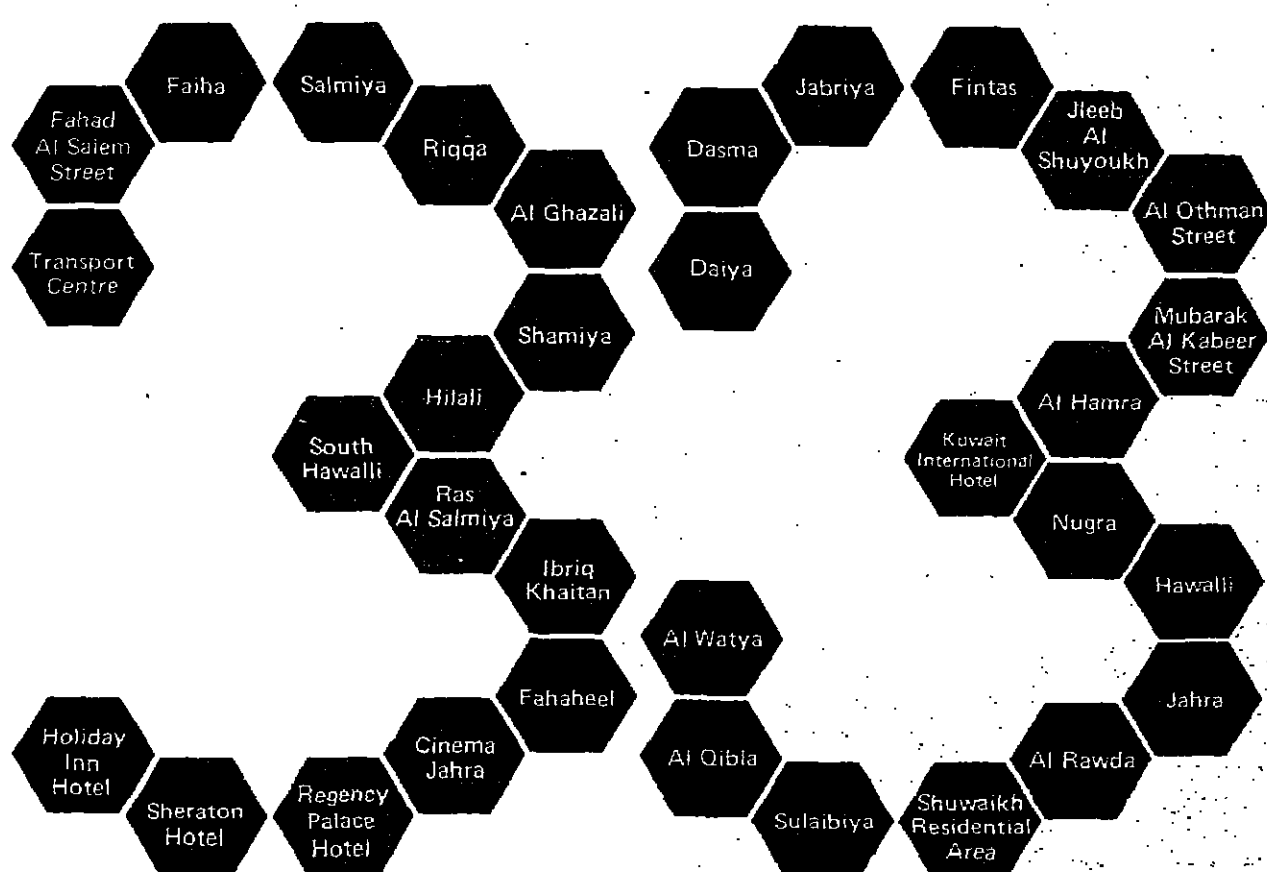 Faiha
Salmiya
Fahad
Al Salem
Street
Riqqa
Al Ghazali
Transport
Centre
Shamiya
Hilali
South
Hawalli
Ras
Al Salmiya
Ibriq
Khaitan
Fahaheel
Cinema
Jahra
Regency
Palace
Hotel
Sheraton
Hotel
Holiday
Inn
Hotel
Jabriya
Fintas
Dasma
Jleeb
Al
Shuyoukh
Daiya
Al Othman
Street
Mubarak
Al Kabeer
Street
Al Hamra
Kuwait
International
Hotel
Nugra
Hawalli
Jahra
Al Rawda
Shuwaikh
Residential
Area
Sulaibiya
Al Qibla
Al Watya